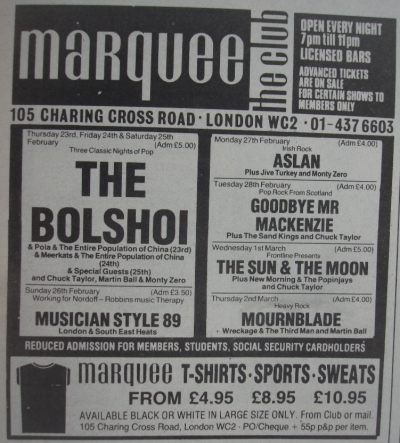 marquee
the club
OPEN EVERY NIGHT
7pm till 11pm
LICENSED BARS
ADVANCED TICKETS
ARE ON SALE
FOR CERTAIN SHOWS TO
MEMBERS ONLY
105 CHARING CROSS ROAD · LONDON WC2 · 01-437 6603
Thursday 23rd, Friday 24th & Saturday 25th
February (Adm £5.00)
Three Classic Nights of Pop
THE
BOLSHOI
& Pola & The Entire Population of China (23rd)
& Meerkats & The Entire Population of China
(24th)
& Special Guests (25th)
and Chuck Taylor, Martin Ball & Monty Zero
Sunday 26th February (Adm £3.50)
Working for Nordoff – Robbins music Therapy
MUSICIAN STYLE 89
London & South East Heats
Monday 27th February (Adm £4.00)
Irish Rock
ASLAN
Plus Jive Turkey and Monty Zero
Tuesday 28th February (Adm £4.00)
Pop Rock From Scotland
GOODBYE MR
MACKENZIE
Plus The Sand Kings and Chuck Taylor
Wednesday 1st March (Adm £5.00)
Frontline Presents
THE SUN & THE MOON
Plus New Morning & The Popinjays
and Chuck Taylor
Thursday 2nd March (Adm £4.00)
Heavy Rock
MOURNBLADE
+ Wreckage & The Third Man and Martin Ball
REDUCED ADMISSION FOR MEMBERS, STUDENTS, SOCIAL SECURITY CARDHOLDERS
marquee T-SHIRTS · SPORTS · SWEATS
FROM £4.95 £8.95 £10.95
AVAILABLE BLACK OR WHITE IN LARGE SIZE ONLY. From Club or mail.
105 Charing Cross Road, London WC2 · PO/Cheque + 55p p&p per item.